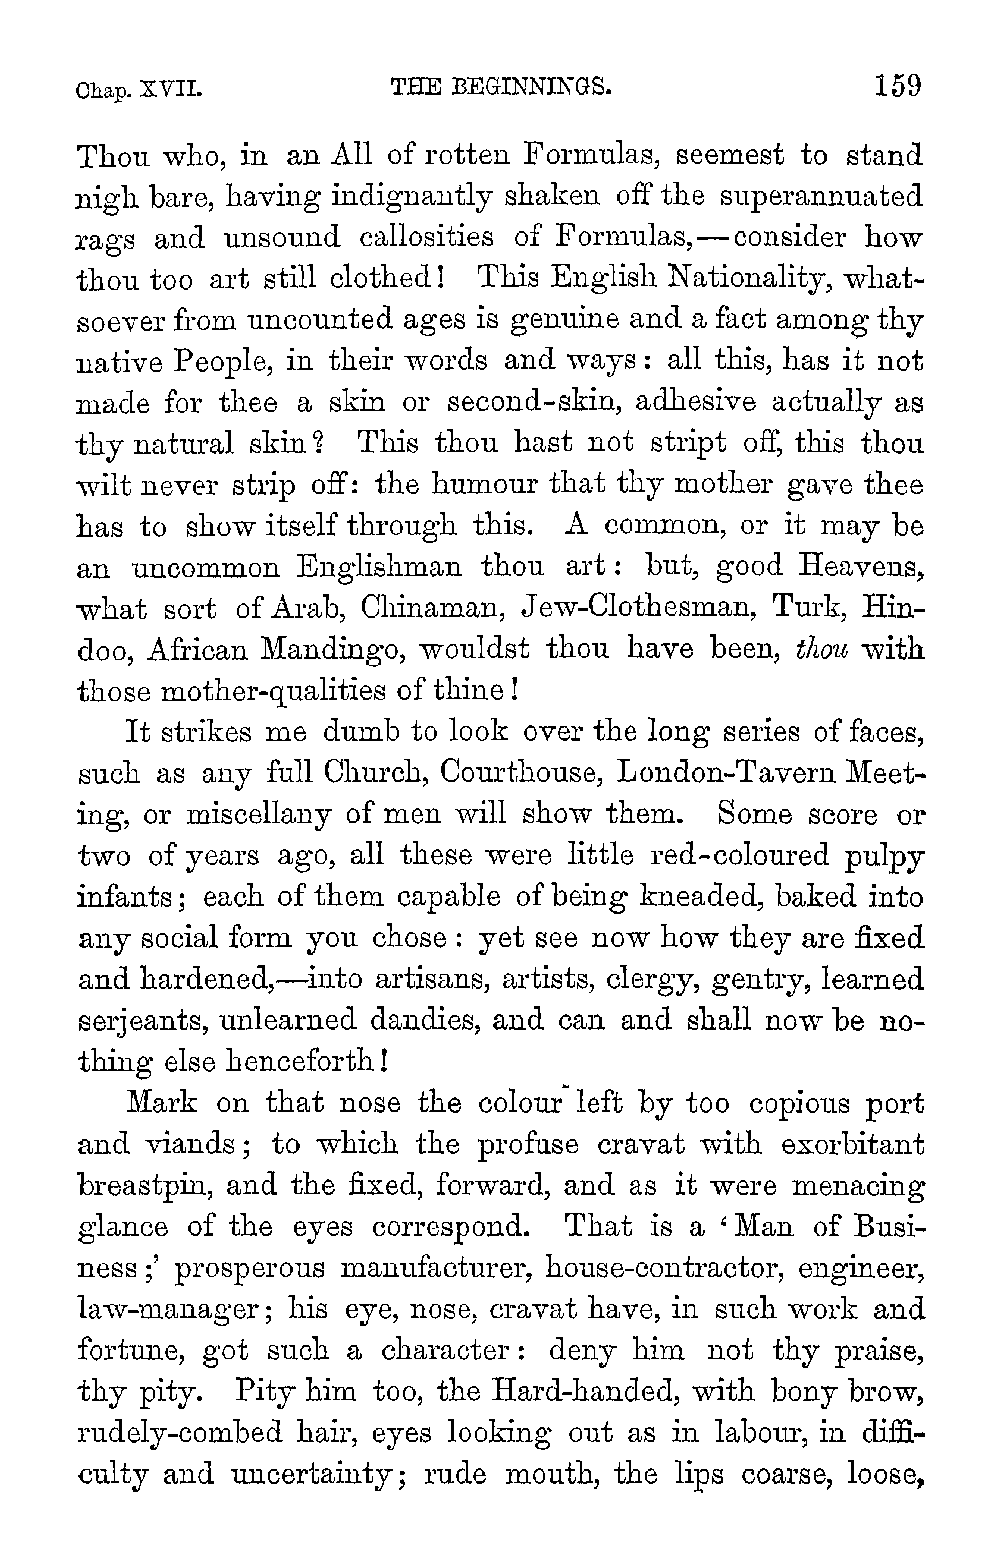 Chap. XVII. THE BEGINNINGS. 159
Thou who, in an All of rotten Formulas, seemest to stand
nigh bare, having indignantly shaken off the superannuated
rags and unsound callosities of Formulas,—consider how
thou too art still clothed! This English Nationality, what-
soever from uncounted ages is genuine and a fact among thy
native People, in their words and ways: all this, has it not
made for thee a skin or second-skin, adhesive actually as
thy natural skin? This thou hast not stript off, this thou
wilt never strip off: the humour that thy mother gave thee
has to show itself through this. A common, or it may be
an uncommon Englishman thou art: but, good Heavens,
what sort of Arab, Chinaman, Jew-Clothesman, Turk, Hin-
doo, African Mandingo, wouldst thou have been, thou with
those mother-qualities of thine!
It strikes me dumb to look over the long series of faces,
such as any full Church, Courthouse, London-Tavern Meet-
ing, or miscellany of men will show them. Some score or
two of years ago, all these were little red-coloured pulpy
infants; each of them capable of being kneaded, baked into
any social form you chose: yet see now how they are fixed
and hardened,—into artisans, artists, clergy, gentry, learned
serjeants, unlearned dandies, and can and shall now be no-
thing else henceforth!
Mark on that nose the colour left by too copious port
and viands; to which the profuse cravat with exorbitant
breastpin, and the fixed, forward, and as it were menacing
glance of the eyes correspond. That is a ‘Man of Busi-
ness;’ prosperous manufacturer, house-contractor, engineer,
law-manager; his eye, nose, cravat have, in such work and
fortune, got such a character: deny him not thy praise,
thy pity. Pity him too, the Hard-handed, with bony brow,
rudely-combed hair, eyes looking out as in labour, in diffi-
culty and uncertainty; rude mouth, the lips coarse, loose,